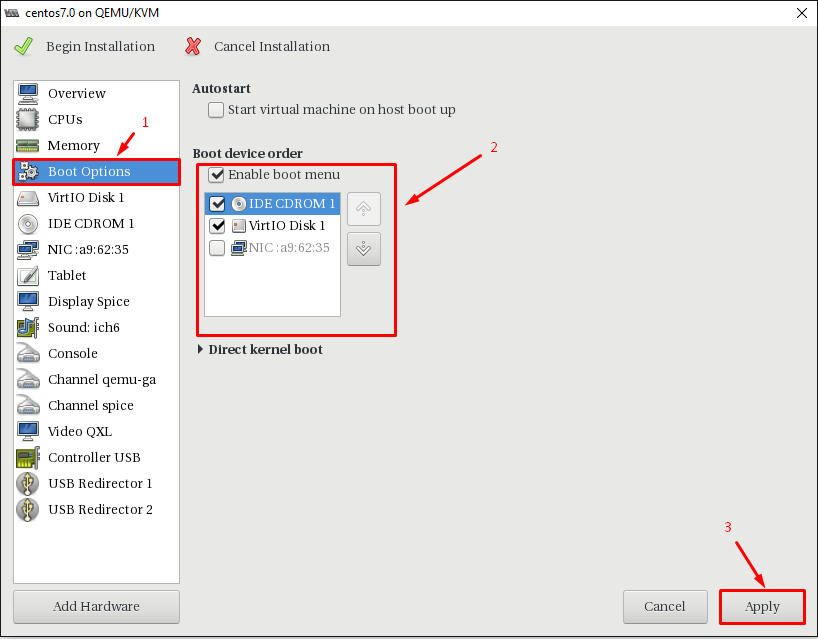 centos7.0 on QEMU/KVM
Begin Installation
Cancel Installation
Overview
CPUs
Memory
Boot Options
VirtIO Disk 1
IDE CDROM 1
NIC :a9:62:35
Tablet
Display Spice
Sound: ich6
Console
Channel qemu-ga
Channel spice
Video QXL
Controller USB
USB Redirector 1
USB Redirector 2
Add Hardware
1
Autostart
Start virtual machine on host boot up
Boot device order
Enable boot menu
IDE CDROM 1
VirtIO Disk 1
NIC :a9:62:35
2
Direct kernel boot
3
Cancel
Apply